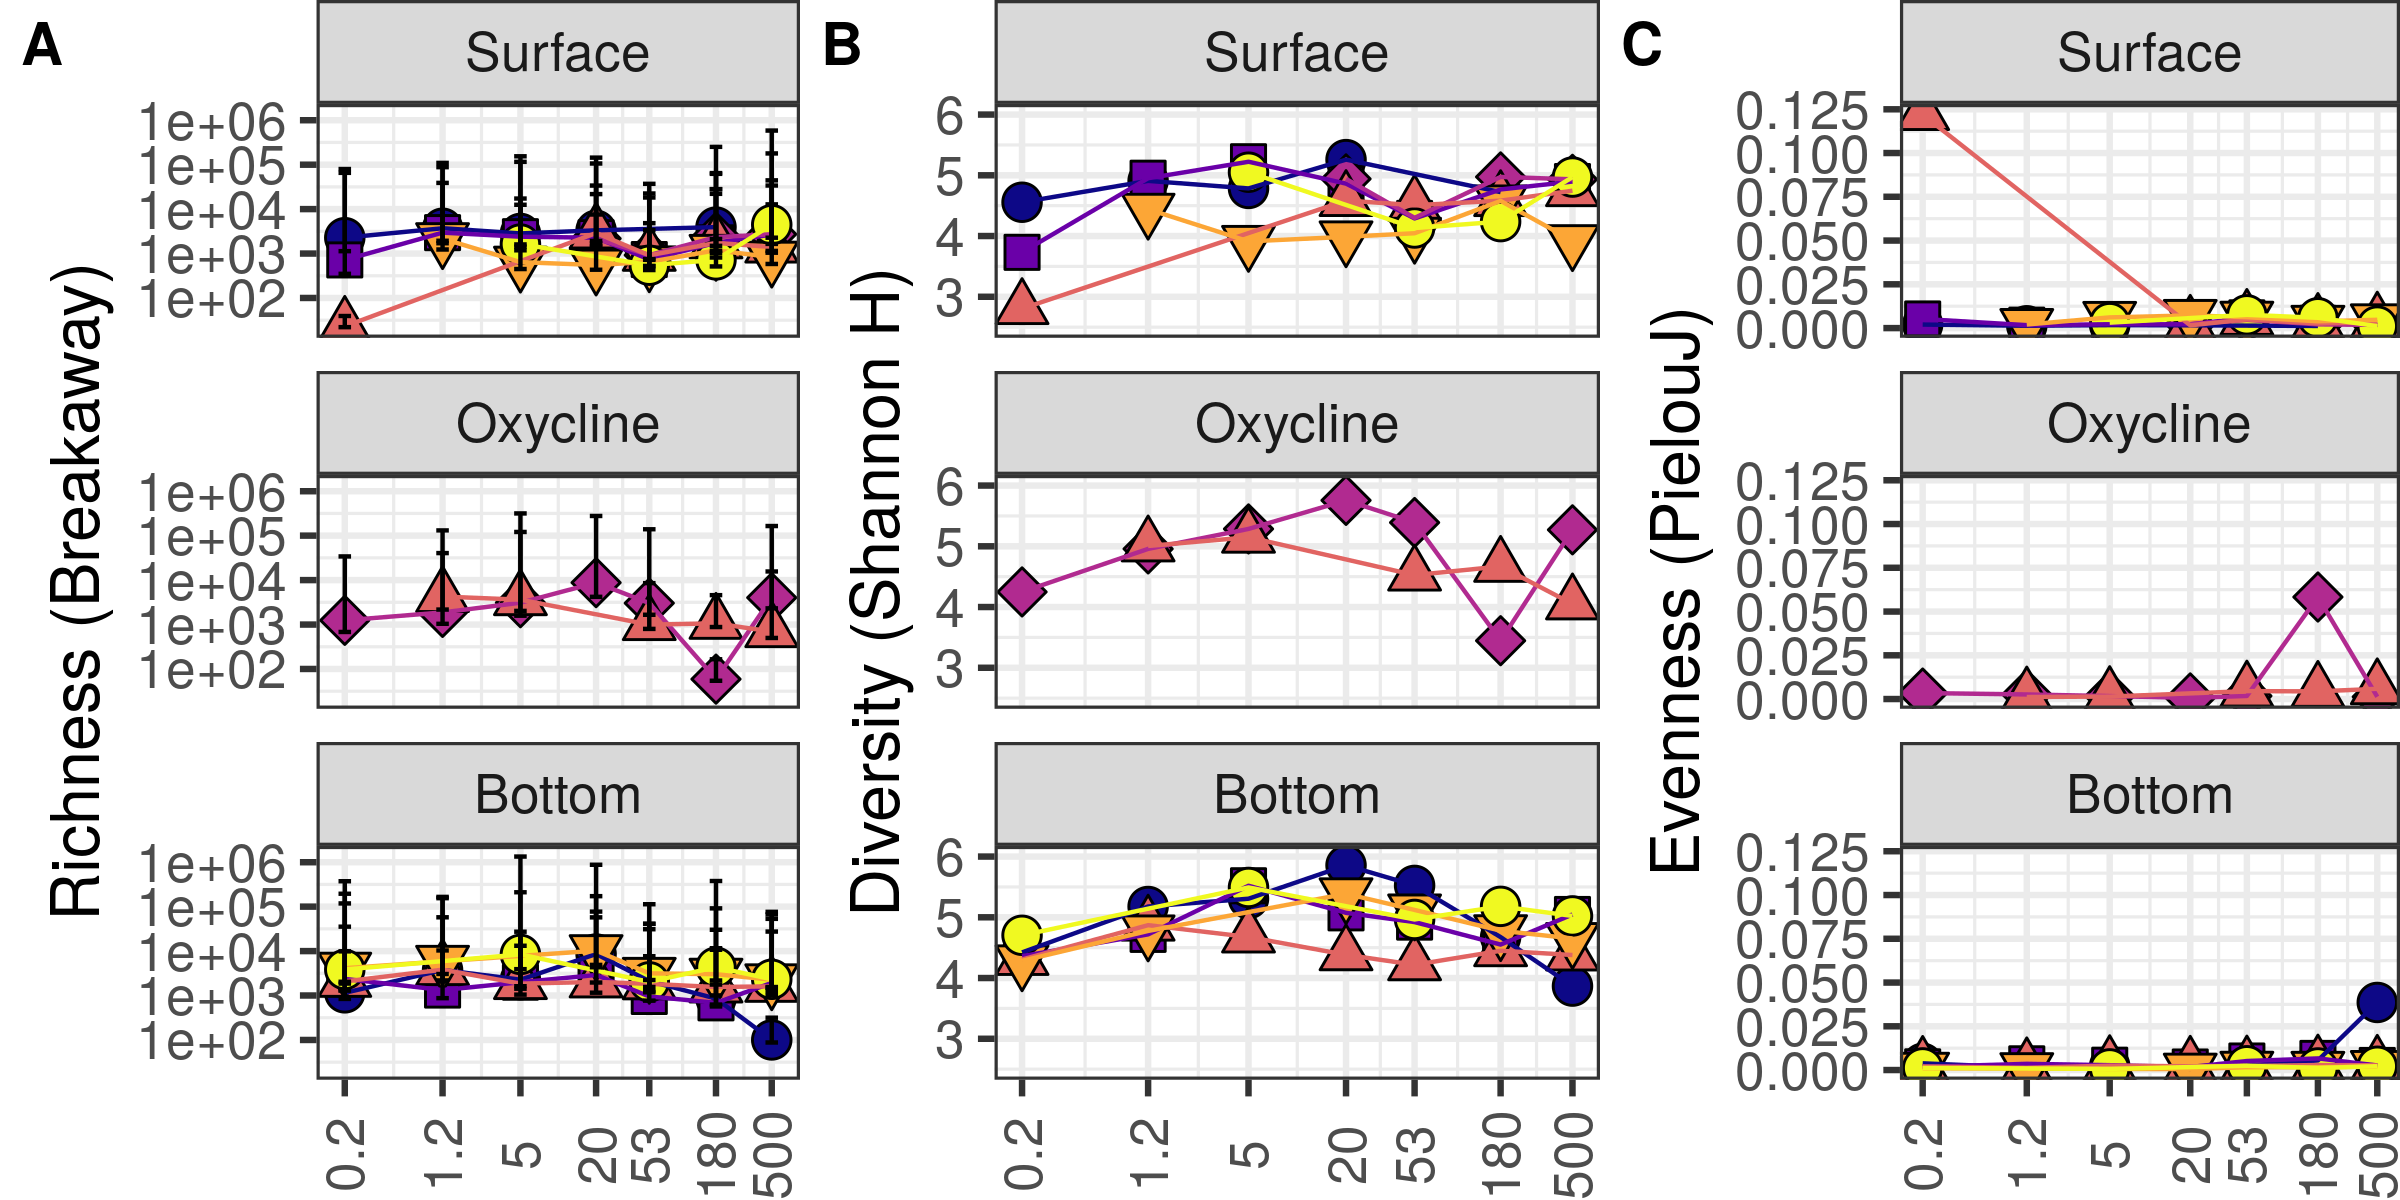 A
Richness (Breakaway)
Surface
1e+06
1e+05
1e+04
1e+03
1e+02
Oxycline
1e+06
1e+05
1e+04
1e+03
1e+02
Bottom
1e+06
1e+05
1e+04
1e+03
1e+02
0.2 1.2 5 20 53 180 500
B
Diversity (Shannon H)
Surface
6
5
4
3
Oxycline
6
5
4
3
Bottom
6
5
4
3
0.2 1.2 5 20 53 180 500
C
Evenness (PielouJ)
Surface
0.125
0.100
0.075
0.050
0.025
0.000
Oxycline
0.125
0.100
0.075
0.050
0.025
0.000
Bottom
0.125
0.100
0.075
0.050
0.025
0.000
0.2 1.2 5 20 53 180 500